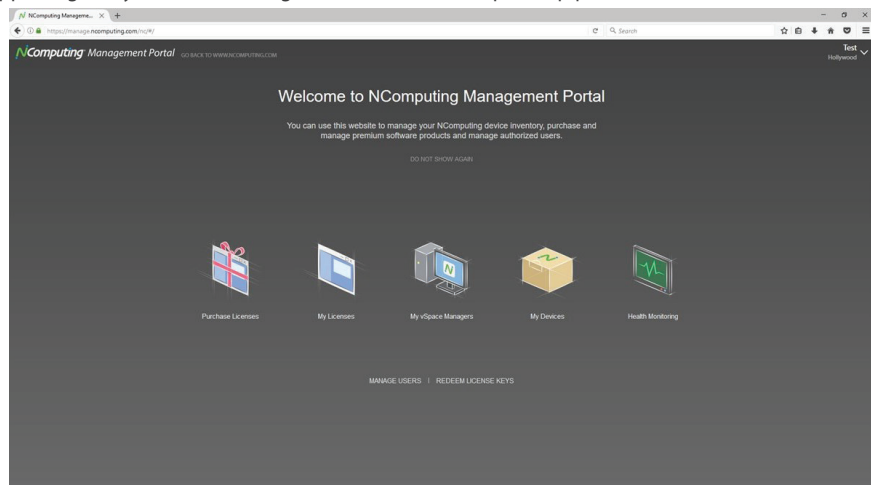 NComputing Manageme...
https://manage.ncomputing.com/nc/#/
Search
NComputing Management Portal GO BACK TO WWW.NCOMPUTING.COM
Test
Hollywood
Welcome to NComputing Management Portal
You can use this website to manage your NComputing device inventory, purchase and
manage premium software products and manage authorized users.
DO NOT SHOW AGAIN
Purchase Licenses My Licenses My vSpace Managers My Devices Health Monitoring
MANAGE USERS | REDEEM LICENSE KEYS